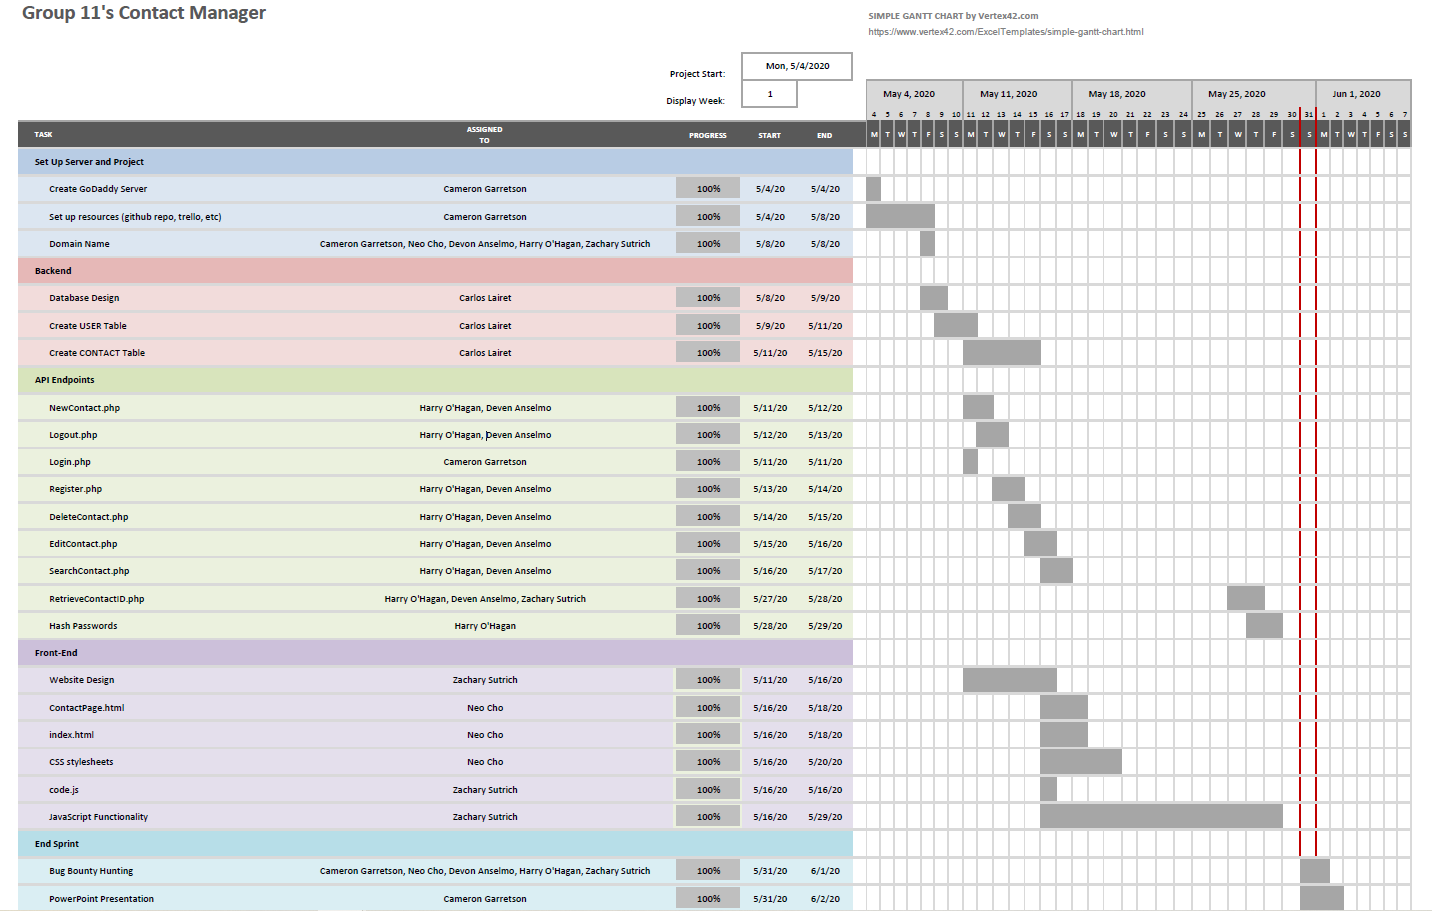 Group 11's Contact Manager
SIMPLE GANTT CHART by Vertex42.com
https://www.vertex42.com/ExcelTemplates/simple-gantt-chart.html
Project Start: Mon, 5/4/2020
Display Week: 1
May 4, 2020 May 11, 2020 May 18, 2020 May 25, 2020 Jun 1, 2020
4 5 6 7 8 9 10 11 12 13 14 15 16 17 18 19 20 21 22 23 24 25 26 27 28 29 30 31 1 2 3 4 5 6 7
TASK ASSIGNED TO PROGRESS START END M T W T F S S M T W T F S S M T W T F S S M T W T F S S M T W T F S S
Set Up Server and Project
Create GoDaddy Server Cameron Garretson 100% 5/4/20 5/4/20
Set up resources (github repo, trello, etc) Cameron Garretson 100% 5/4/20 5/8/20
Domain Name Cameron Garretson, Neo Cho, Devon Anselmo, Harry O'Hagan, Zachary Sutrich 100% 5/8/20 5/8/20
Backend
Database Design Carlos Lairet 100% 5/8/20 5/9/20
Create USER Table Carlos Lairet 100% 5/9/20 5/11/20
Create CONTACT Table Carlos Lairet 100% 5/11/20 5/15/20
API Endpoints
NewContact.php Harry O'Hagan, Deven Anselmo 100% 5/11/20 5/12/20
Logout.php Harry O'Hagan, Deven Anselmo 100% 5/12/20 5/13/20
Login.php Cameron Garretson 100% 5/11/20 5/11/20
Register.php Harry O'Hagan, Deven Anselmo 100% 5/13/20 5/14/20
DeleteContact.php Harry O'Hagan, Deven Anselmo 100% 5/14/20 5/15/20
EditContact.php Harry O'Hagan, Deven Anselmo 100% 5/15/20 5/16/20
SearchContact.php Harry O'Hagan, Deven Anselmo 100% 5/16/20 5/17/20
RetrieveContactID.php Harry O'Hagan, Deven Anselmo, Zachary Sutrich 100% 5/27/20 5/28/20
Hash Passwords Harry O'Hagan 100% 5/28/20 5/29/20
Front-End
Website Design Zachary Sutrich 100% 5/11/20 5/16/20
ContactPage.html Neo Cho 100% 5/16/20 5/18/20
index.html Neo Cho 100% 5/16/20 5/18/20
CSS stylesheets Neo Cho 100% 5/16/20 5/20/20
code.js Zachary Sutrich 100% 5/16/20 5/16/20
JavaScript Functionality Zachary Sutrich 100% 5/16/20 5/29/20
End Sprint
Bug Bounty Hunting Cameron Garretson, Neo Cho, Devon Anselmo, Harry O'Hagan, Zachary Sutrich 100% 5/31/20 6/1/20
PowerPoint Presentation Cameron Garretson 100% 5/31/20 6/2/20